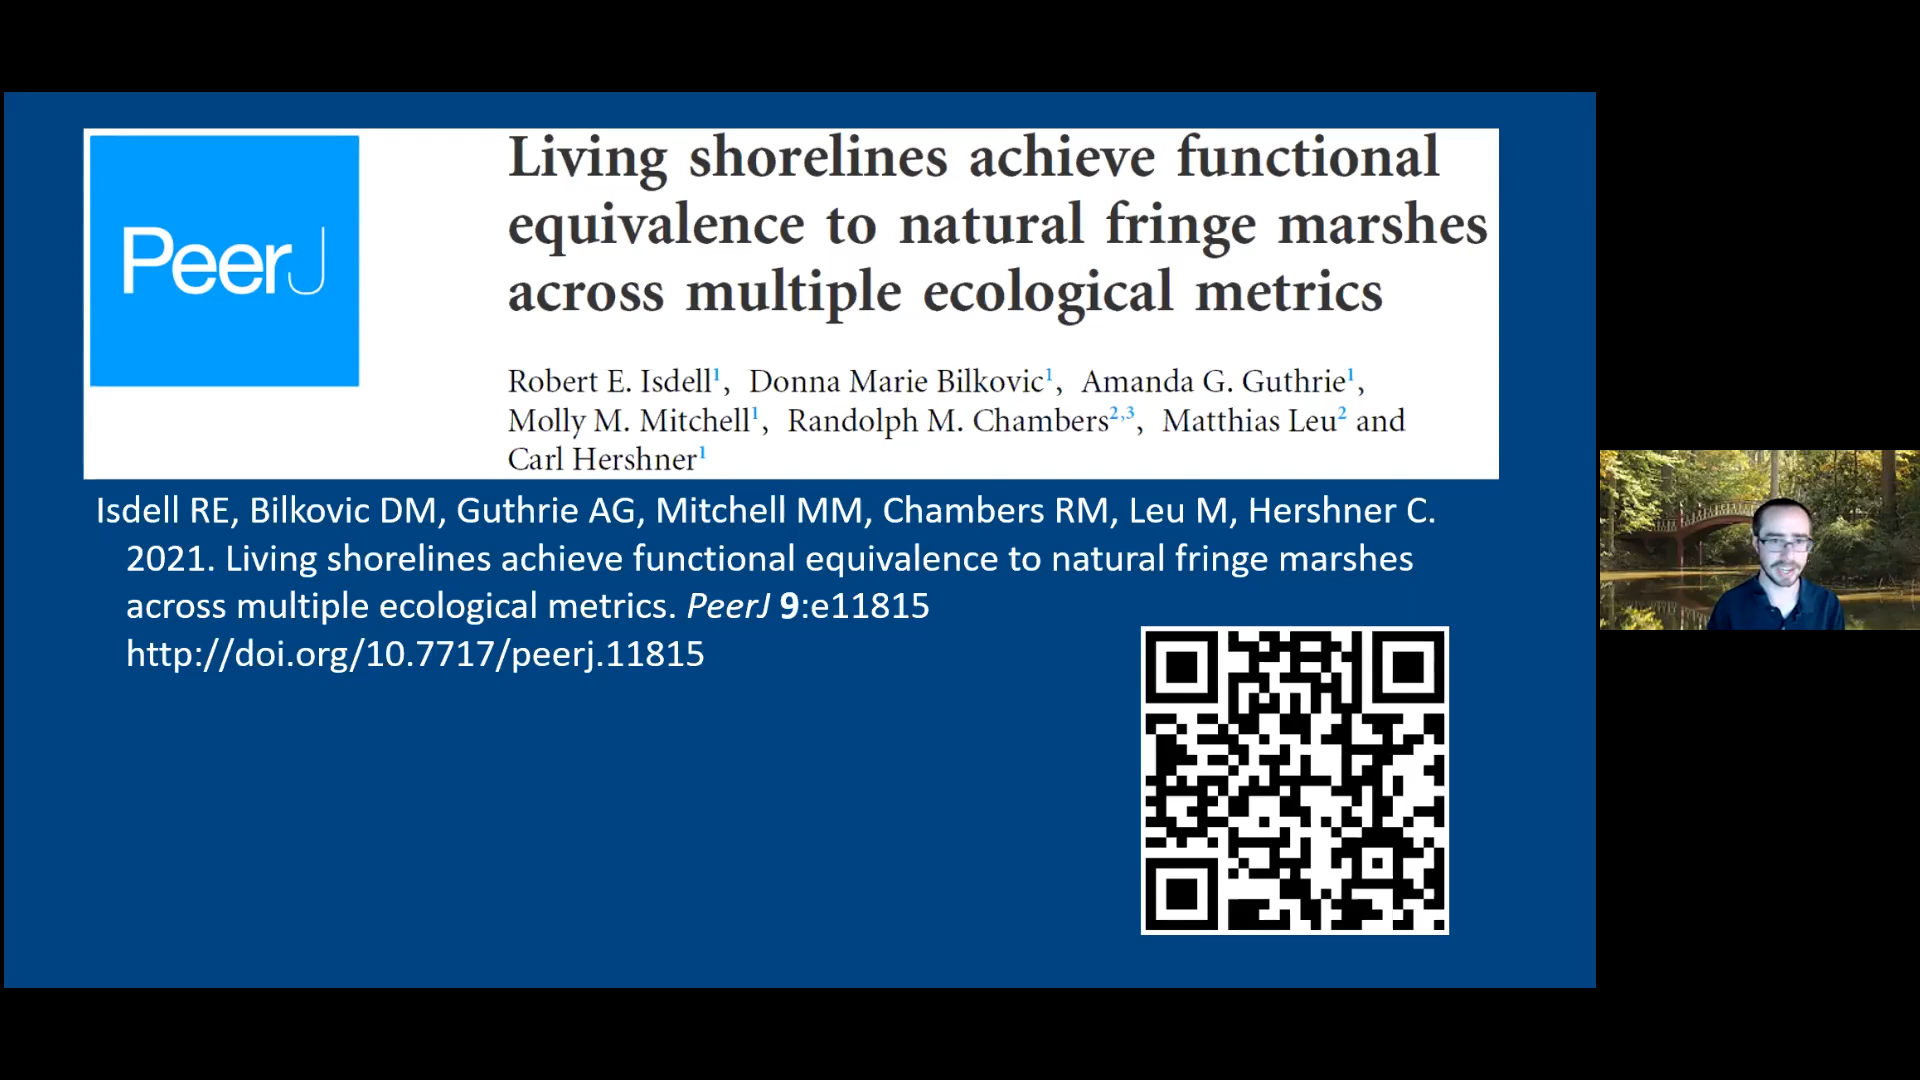 PeerJ
Living shorelines achieve functional
equivalence to natural fringe marshes
across multiple ecological metrics
Robert E. Isdell1, Donna Marie Bilkovic1, Amanda G. Guthrie1,
Molly M. Mitchell1, Randolph M. Chambers2,3, Matthias Leu2 and
Carl Hershner1
Isdell RE, Bilkovic DM, Guthrie AG, Mitchell MM, Chambers RM, Leu M, Hershner C.
2021. Living shorelines achieve functional equivalence to natural fringe marshes
across multiple ecological metrics. PeerJ 9:e11815
http://doi.org/10.7717/peerj.11815